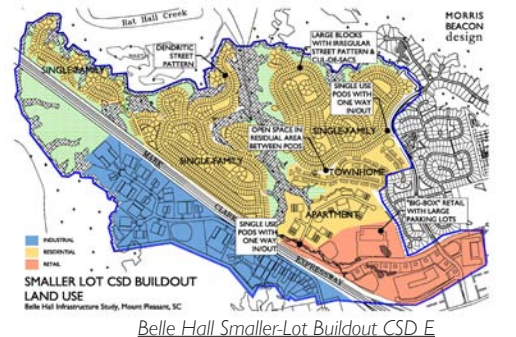 Rat Hall Creek
MORRIS
BEACON
design
DENDRITIC
STREET
PATTERN
LARGE BLOCKS
WITH IRREGULAR
STREET PATTERN &
CUL-DE-SACS
SINGLE-FAMILY
SINGLE USE
PODS WITH
ONE WAY
IN/OUT
OPEN SPACE IN
RESIDUAL AREA
BETWEEN PODS
SINGLE-FAMILY
SINGLE-FAMILY
TOWNHOME
MARK
CLARK
EXPRESSWAY
APARTMENT
"BIG-BOX" RETAIL
WITH LARGE
PARKING LOTS
SINGLE USE
PODS WITH
ONE WAY
IN/OUT
INDUSTRIAL
RESIDENTIAL
RETAIL
SMALLER LOT CSD BUILDOUT
LAND USE
Belle Hall Infrastructure Study, Mount Pleasant, SC
Belle Hall Smaller-Lot Buildout CSD E